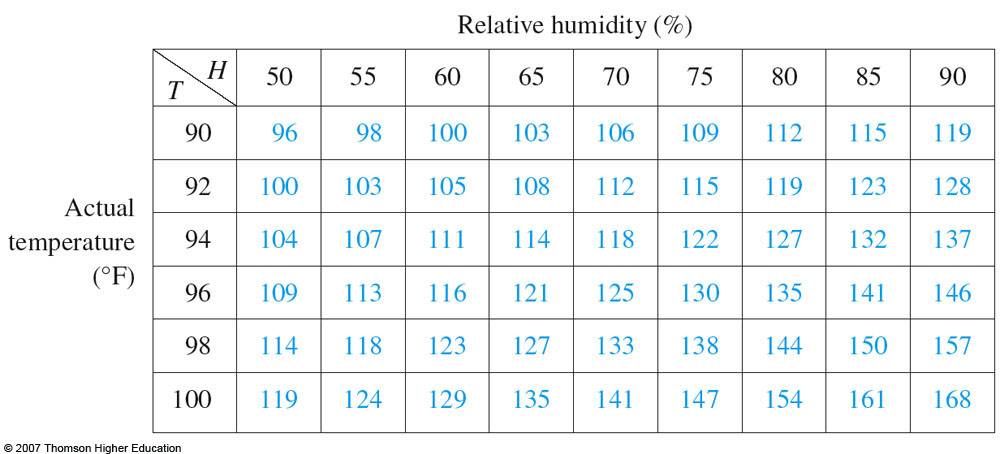 Relative humidity (%)
T H 50 55 60 65 70 75 80 85 90
90 96 98 100 103 106 109 112 115 119
92 100 103 105 108 112 115 119 123 128
94 104 107 111 114 118 122 127 132 137
96 109 113 116 121 125 130 135 141 146
98 114 118 123 127 133 138 144 150 157
100 119 124 129 135 141 147 154 161 168
Actual
temperature
(°F)
© 2007 Thomson Higher Education